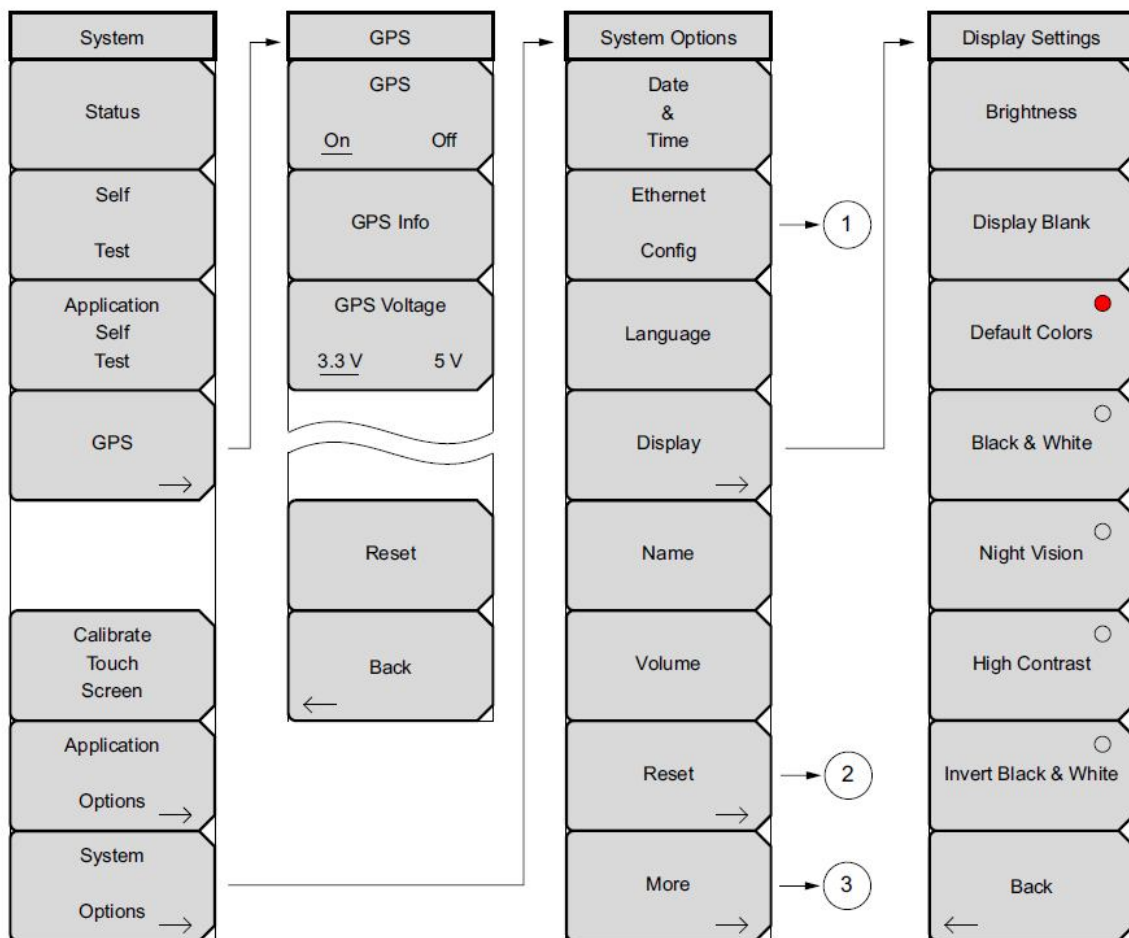 System
Status
Self
Test
Application
Self
Test
GPS
Calibrate
Touch
Screen
Application
Options
System
Options
GPS
GPS
On Off
GPS Info
GPS Voltage
3.3 V 5 V
Reset
Back
System Options
Date
&
Time
Ethernet
Config
1
Language
Display
Name
Volume
Reset
2
More
3
Display Settings
Brightness
Display Blank
Default Colors
Black & White
Night Vision
High Contrast
Invert Black & White
Back